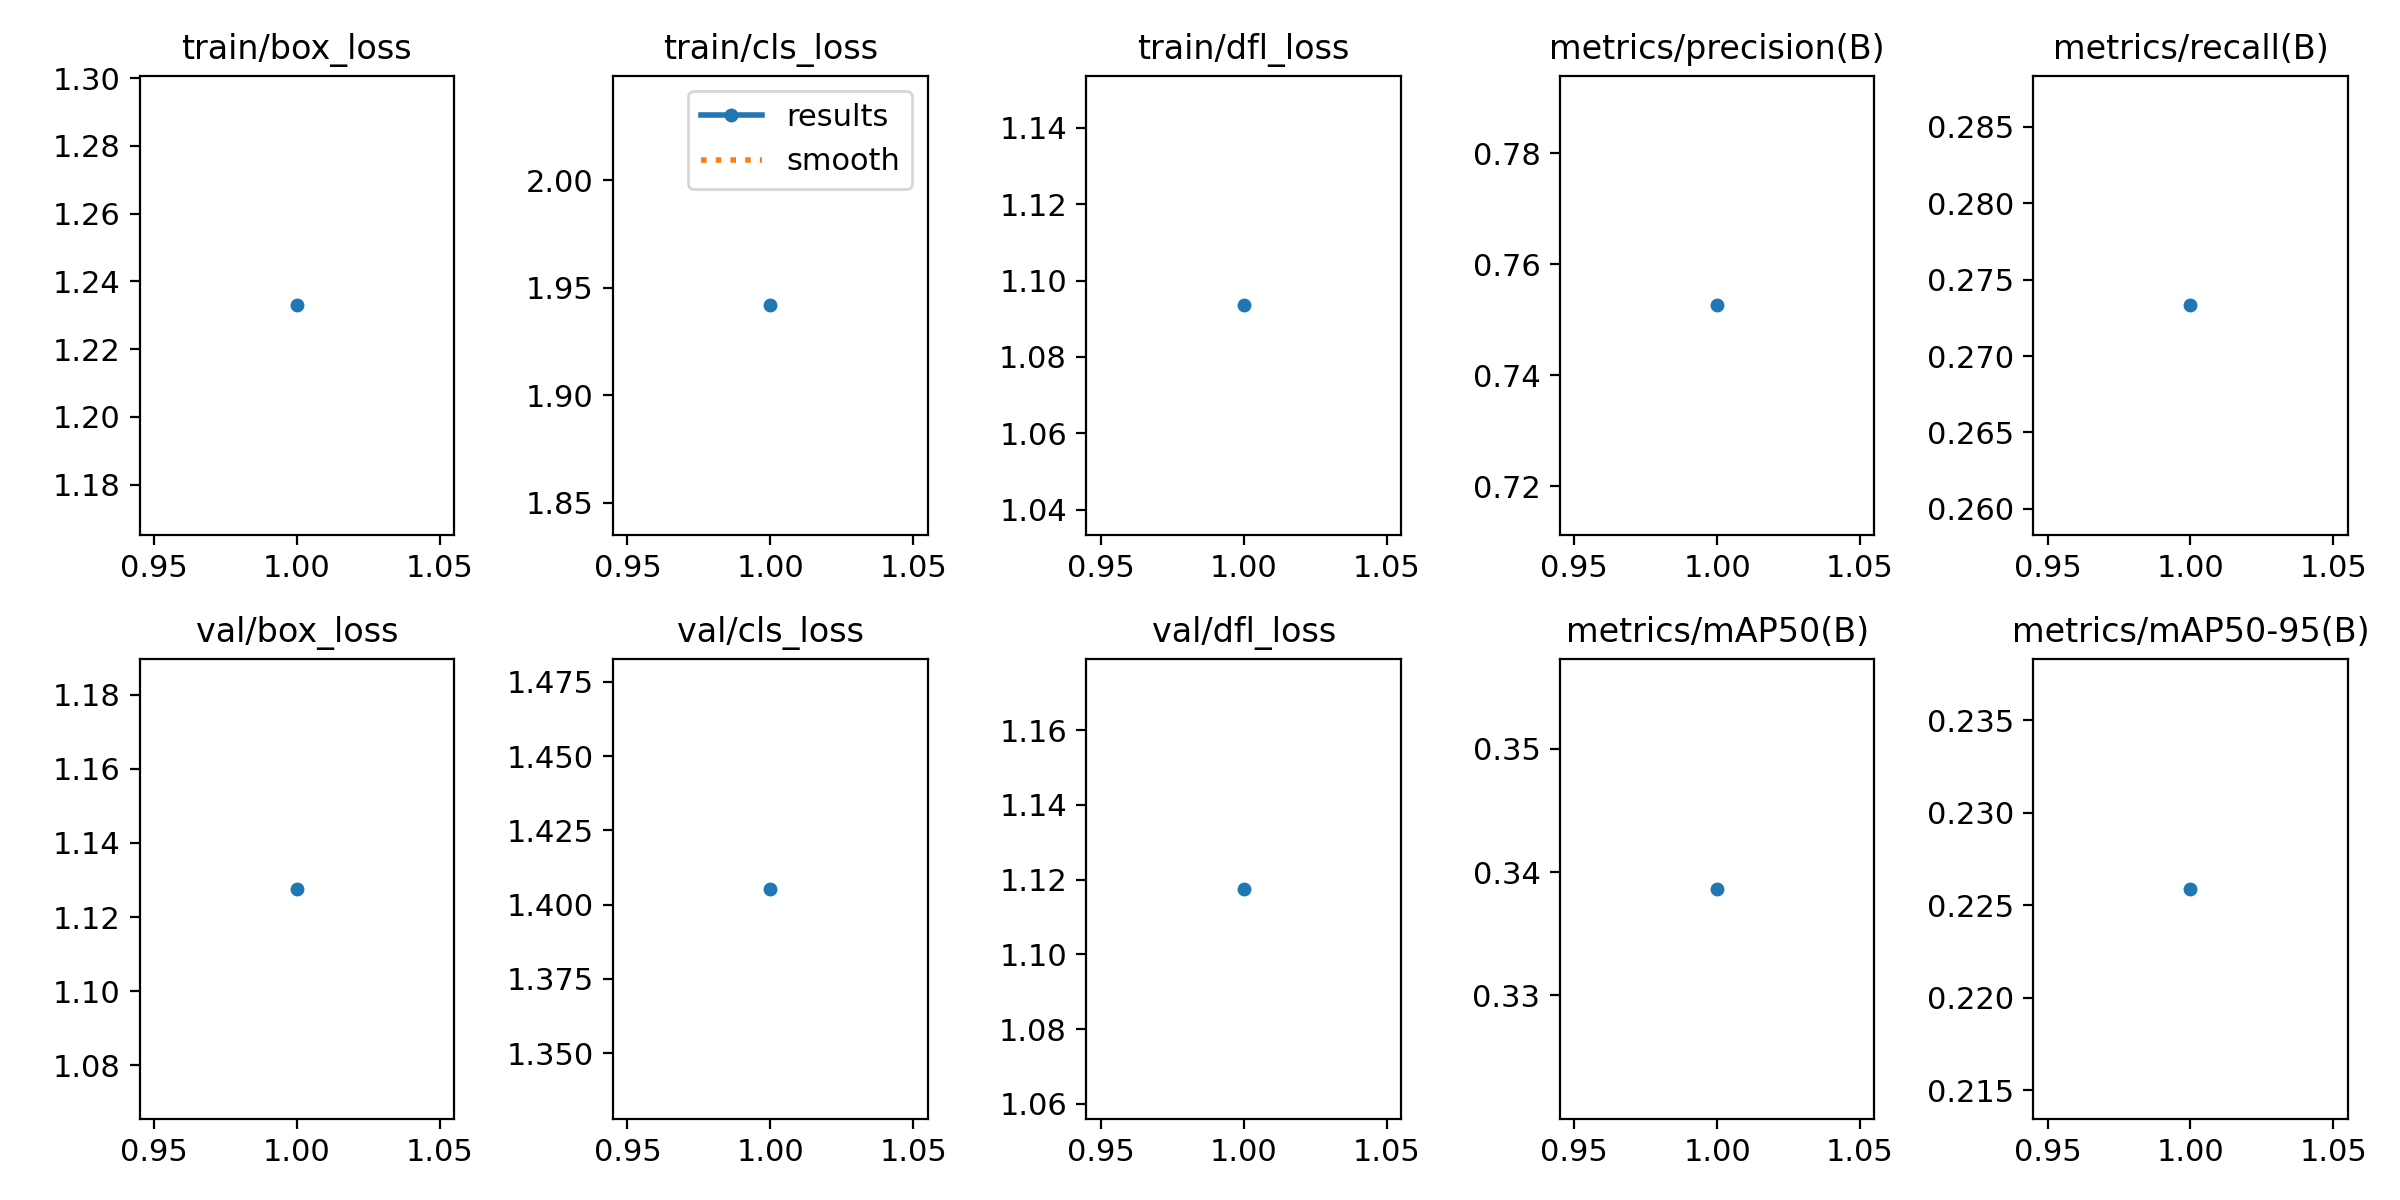 train/box_loss
1.30
1.28
1.26
1.24
1.22
1.20
1.18
0.95 1.00 1.05
train/cls_loss
results
smooth
2.00
1.95
1.90
1.85
0.95 1.00 1.05
train/dfl_loss
1.14
1.12
1.10
1.08
1.06
1.04
0.95 1.00 1.05
metrics/precision(B)
0.78
0.76
0.74
0.72
0.95 1.00 1.05
metrics/recall(B)
0.285
0.280
0.275
0.270
0.265
0.260
0.95 1.00 1.05
val/box_loss
1.18
1.16
1.14
1.12
1.10
1.08
0.95 1.00 1.05
val/cls_loss
1.475
1.450
1.425
1.400
1.375
1.350
0.95 1.00 1.05
val/dfl_loss
1.16
1.14
1.12
1.10
1.08
1.06
0.95 1.00 1.05
metrics/mAP50(B)
0.35
0.34
0.33
0.95 1.00 1.05
metrics/mAP50-95(B)
0.235
0.230
0.225
0.220
0.215
0.95 1.00 1.05